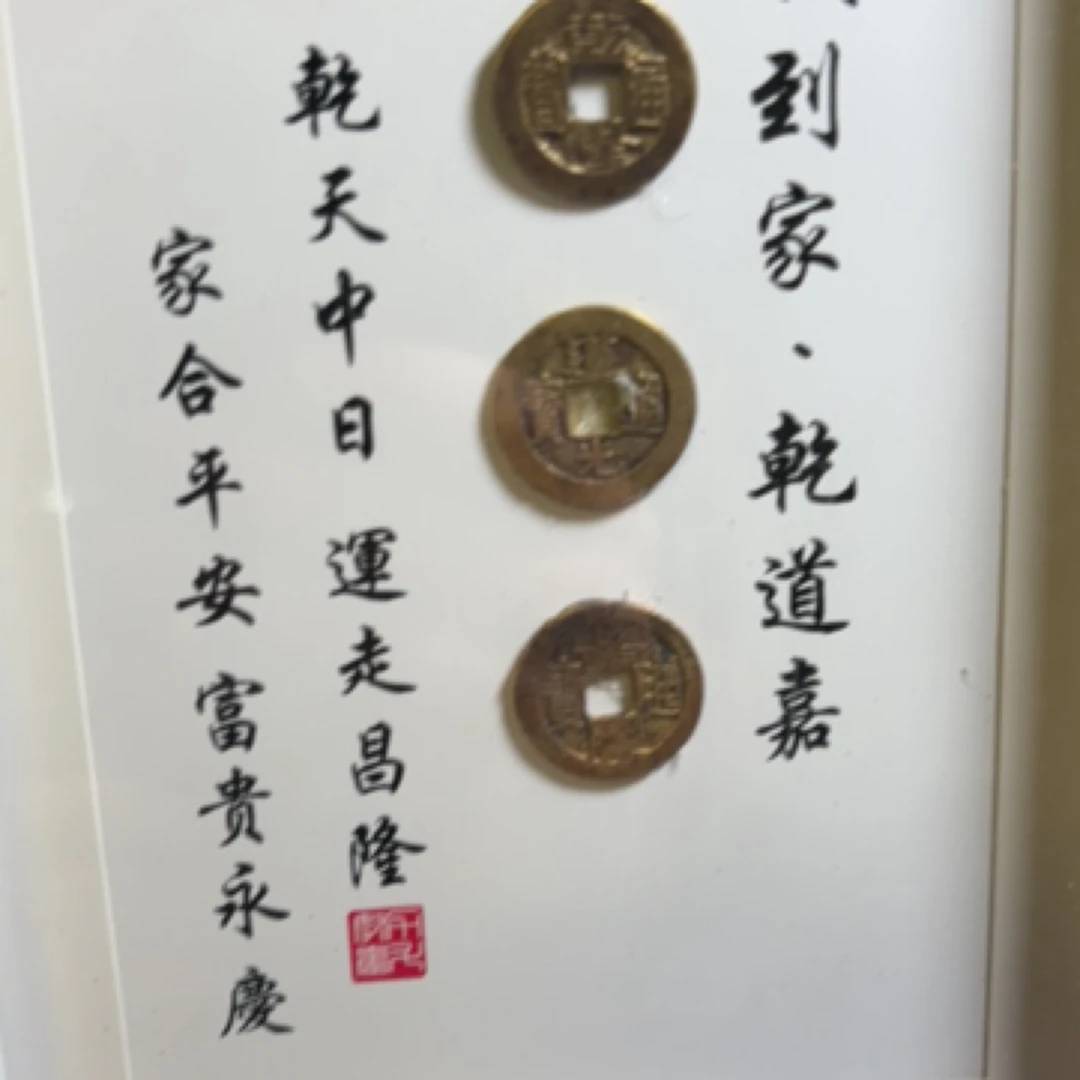 到家·乾道嘉
乾天中日 運走昌隆
家合平安 富貴永慶